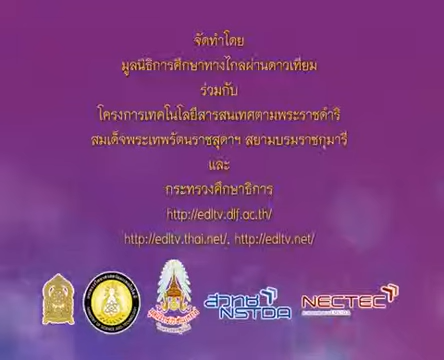 จัดทำโดย
มูลนิธิการศึกษาทางไกลผ่านดาวเทียม
ร่วมกับ
โครงการเทคโนโลยีสารสนเทศตามพระราชดำริ
สมเด็จพระเทพรัตนราชสุดาฯ สยามบรมราชกุมารี
และ
กระทรวงศึกษาธิการ
http://edltv.dlf.ac.th/
http://edltv.thai.net/, http://edltv.net/
สวทช NECTEC
NSTDA